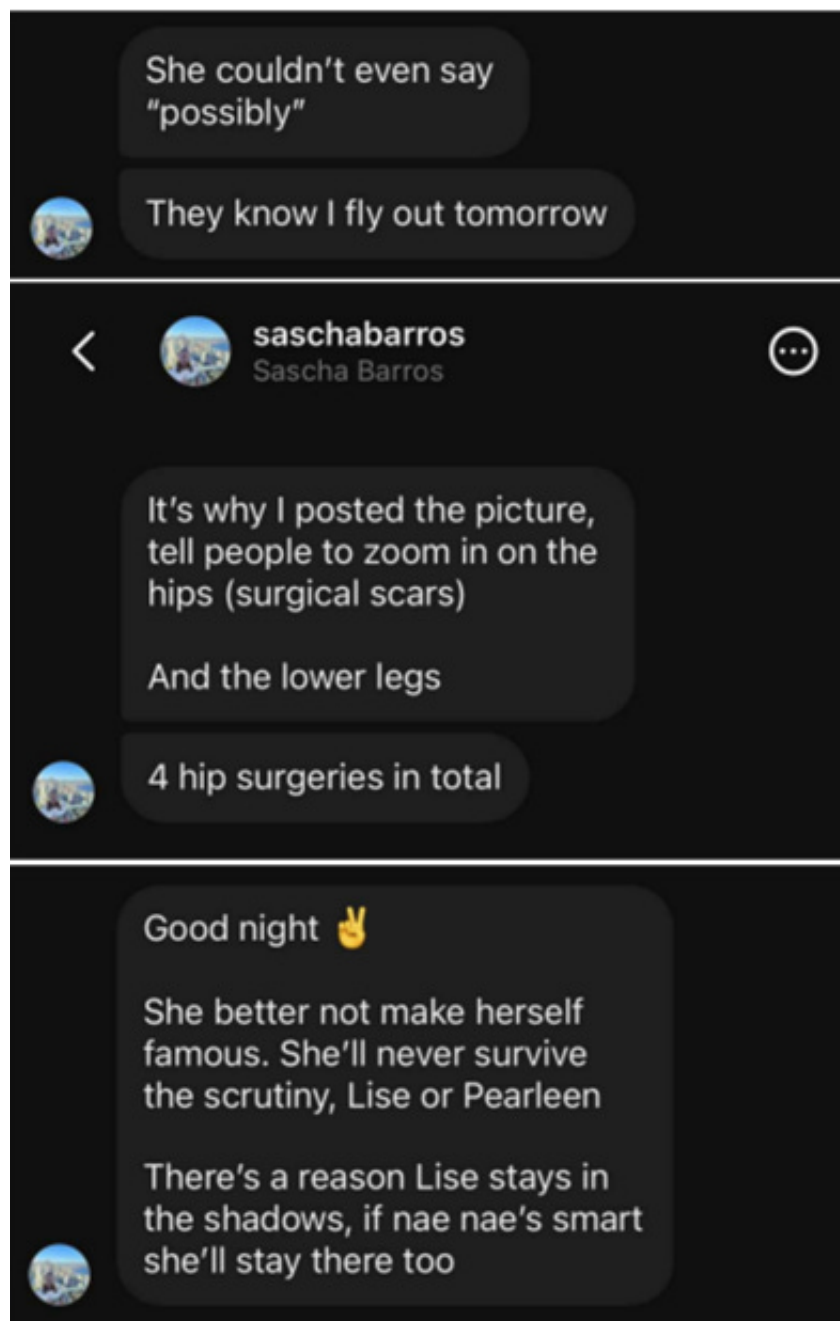 She couldn’t even say
“possibly”
They know I fly out tomorrow
saschabarros
Sascha Barros
It’s why I posted the picture,
tell people to zoom in on the
hips (surgical scars)
And the lower legs
4 hip surgeries in total
Good night ✌️
She better not make herself
famous. She’ll never survive
the scrutiny, Lise or Pearleen
There’s a reason Lise stays in
the shadows, if nae nae’s smart
she’ll stay there too